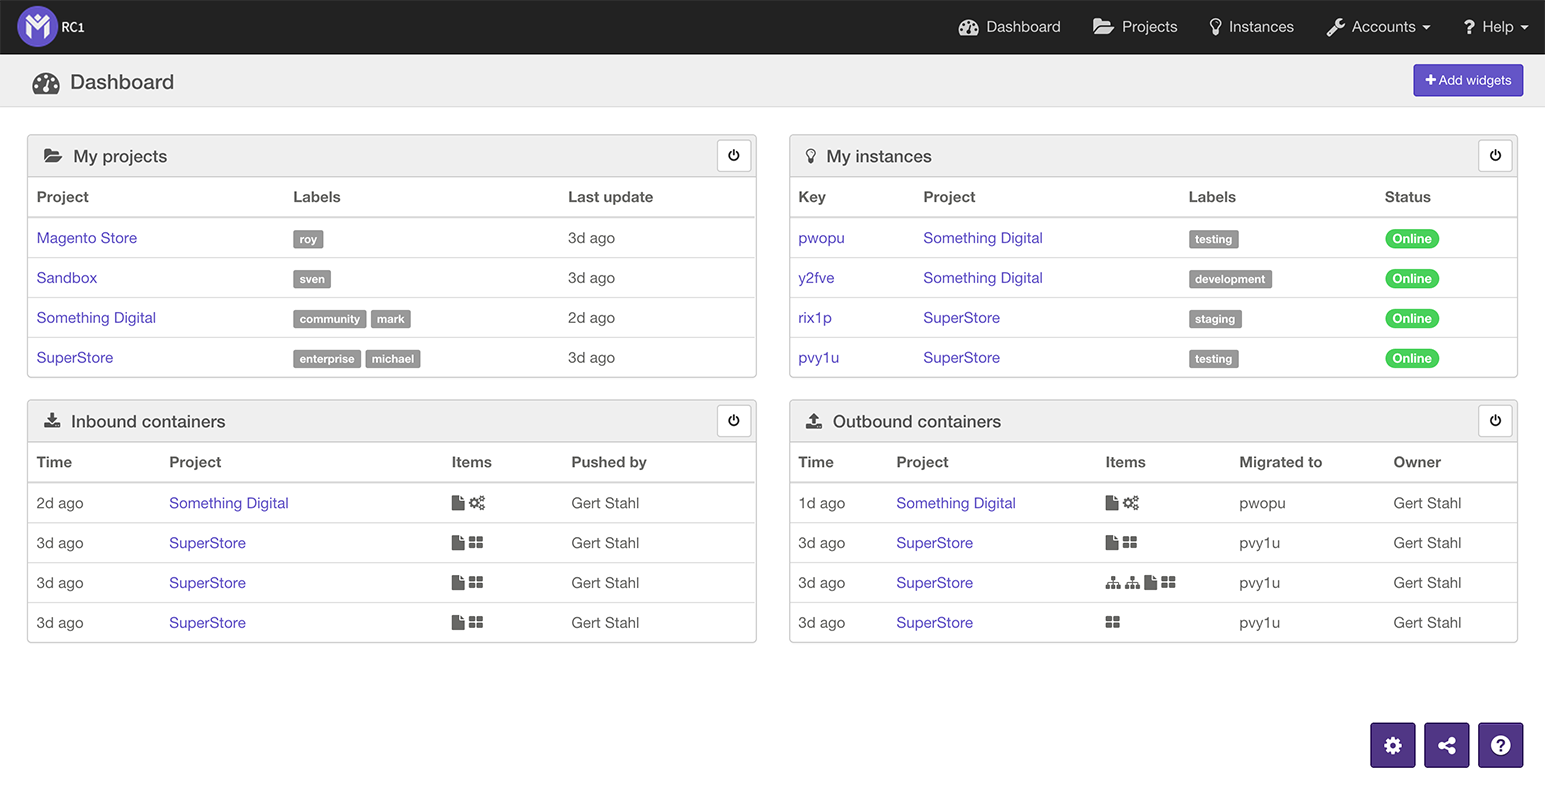 RC1 Dashboard Projects Instances Accounts ? Help
Dashboard + Add widgets
My projects
Project Labels Last update
Magento Store roy 3d ago
Sandbox sven 3d ago
Something Digital community mark 2d ago
SuperStore enterprise michael 3d ago
My instances
Key Project Labels Status
pwopu Something Digital testing Online
y2fve Something Digital development Online
rix1p SuperStore staging Online
pvy1u SuperStore testing Online
Inbound containers
Time Project Items Pushed by
2d ago Something Digital Gert Stahl
3d ago SuperStore Gert Stahl
3d ago SuperStore Gert Stahl
3d ago SuperStore Gert Stahl
Outbound containers
Time Project Items Migrated to Owner
1d ago Something Digital pwopu Gert Stahl
3d ago SuperStore pvy1u Gert Stahl
3d ago SuperStore pvy1u Gert Stahl
3d ago SuperStore pvy1u Gert Stahl